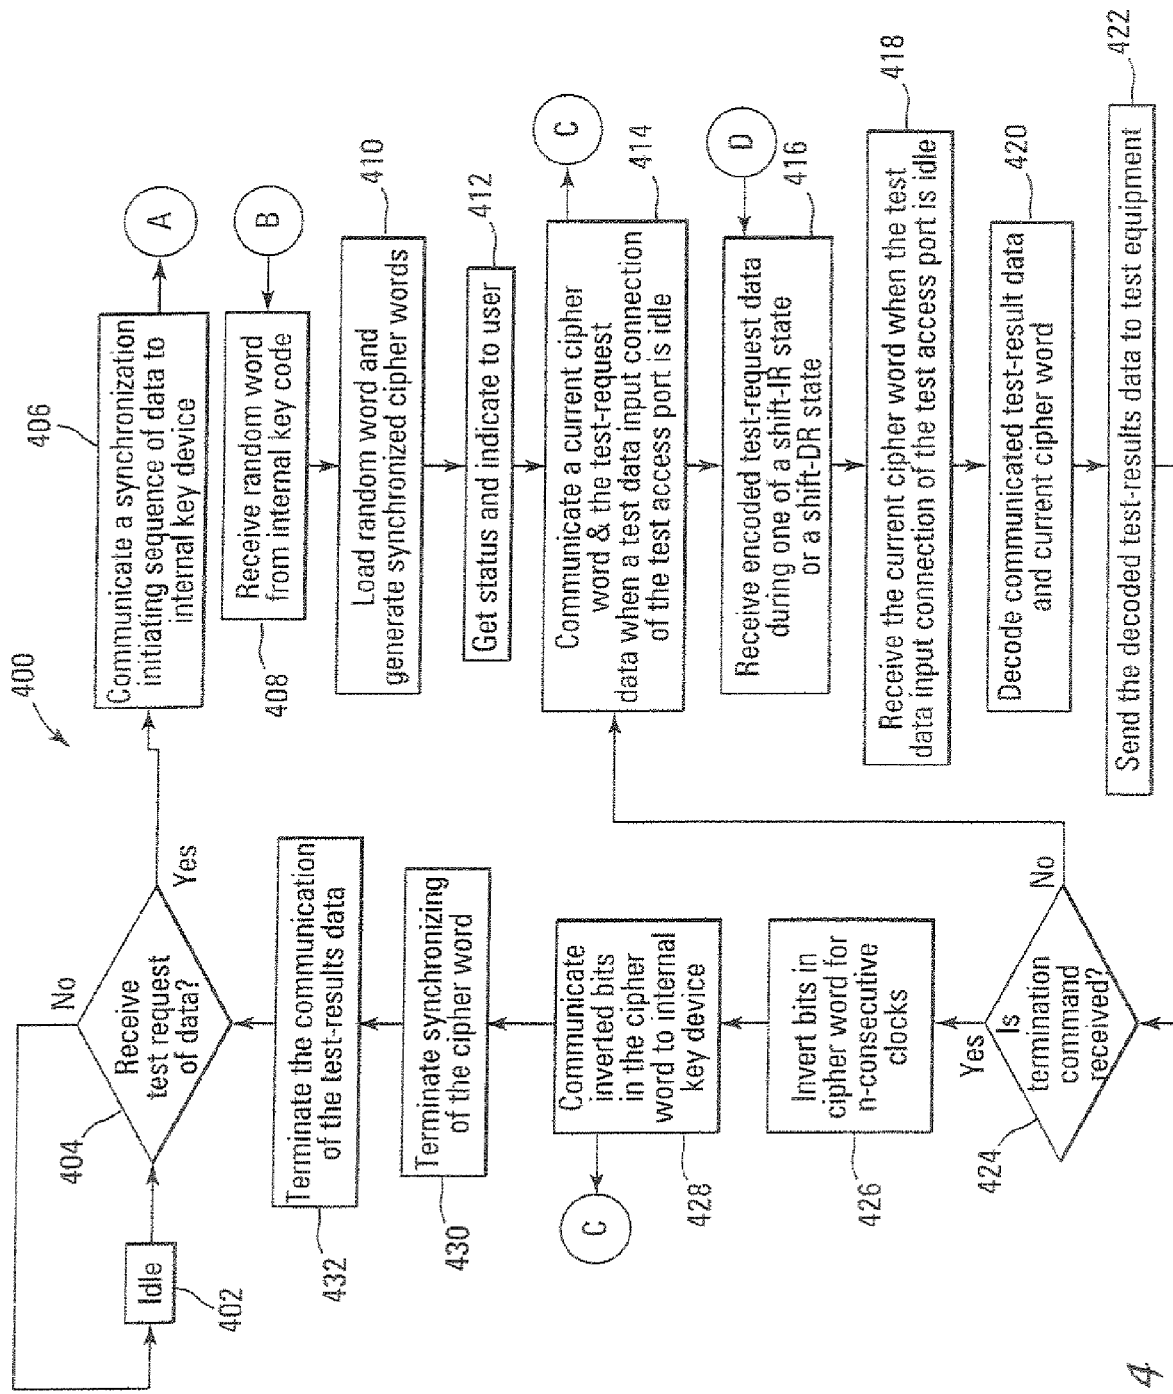 400
Idle
402
Receive
test request
of data?
404
No
Yes
406
Communicate a synchronization
initiating sequence of data to
internal key device
A
B
Receive random word
from internal key code
408
Load random word and
generate synchronized cipher words
410
Get status and indicate to user
412
Communicate a current cipher
word & the test-request
data when a test data input connection
of the test access port is idle
C
414
D
Receive encoded test-request data
during one of a shift-IR state
or a shift-DR state
416
Receive the current cipher word when the test
data input connection of the test access port is idle
418
Decode communicated test-result data
and current cipher word
420
Send the decoded test-results data to test equipment
422
Is
termination
command
received?
424
No
Yes
Invert bits in
cipher word for
n-consecutive
clocks
426
Communicate
inverted bits
in the cipher
word to internal
key device
428
C
Terminate synchronizing
of the cipher word
430
Terminate the communication
of the test-results data
432
4